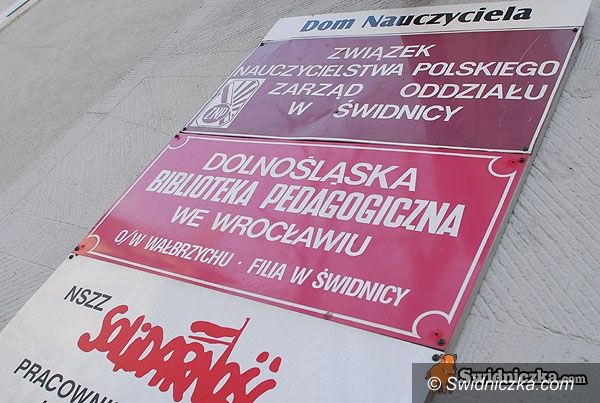 Dom Nauczyciela
ZWIĄZEK
NAUCZYCIELSTWA POLSKIEGO
ZARZĄD ODDZIAŁU
W ŚWIDNICY
ZNP
DOLNOŚLĄSKA
BIBLIOTEKA PEDAGOGICZNA
WE WROCŁAWIU
O/W WAŁBRZYCHU · FILIA W ŚWIDNICY
NSZZ
SOLIDARNOŚĆ
Swidniczka.com
© Swidniczka.com